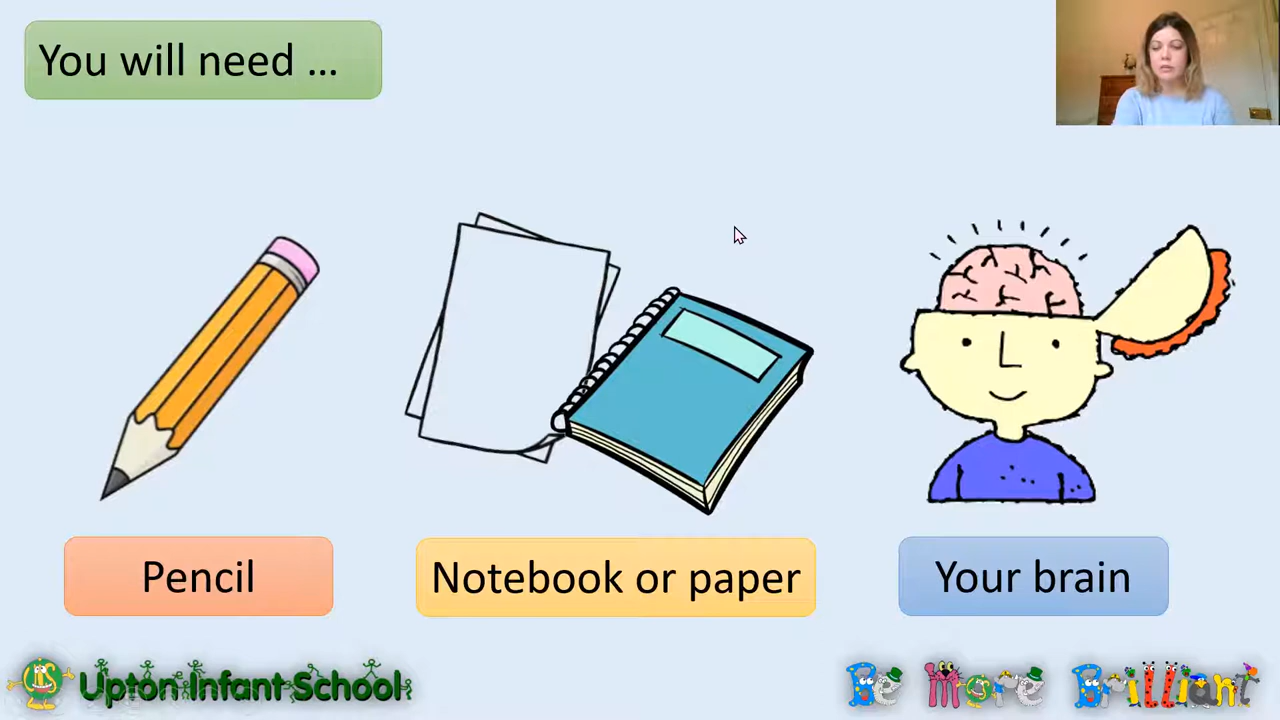 You will need ...
Pencil
Notebook or paper
Your brain
Upton Infant School
Be More Brilliant